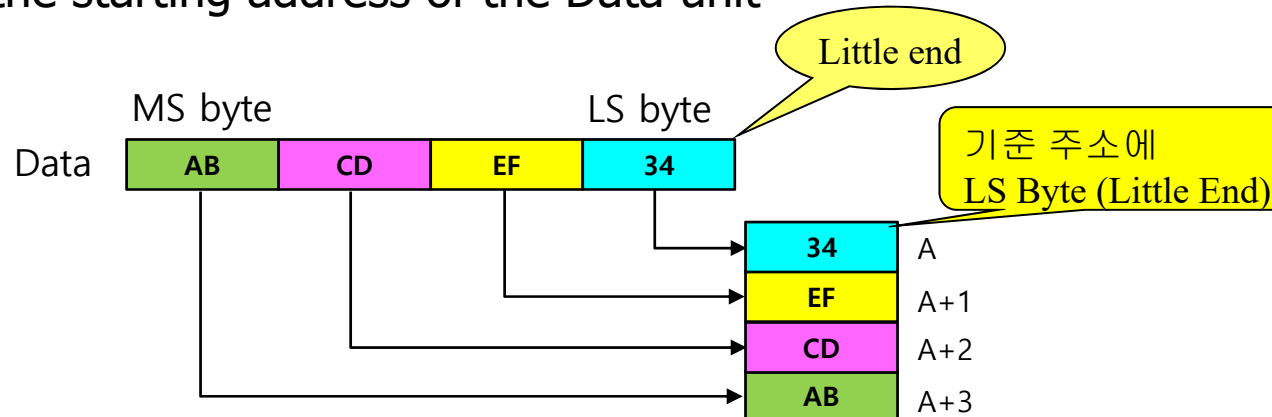 the starting address of the Data unit
Little end
MS byte
LS byte
기준 주소에
LS Byte (Little End)
Data
AB
CD
EF
34
34
A
EF
A+1
CD
A+2
AB
A+3